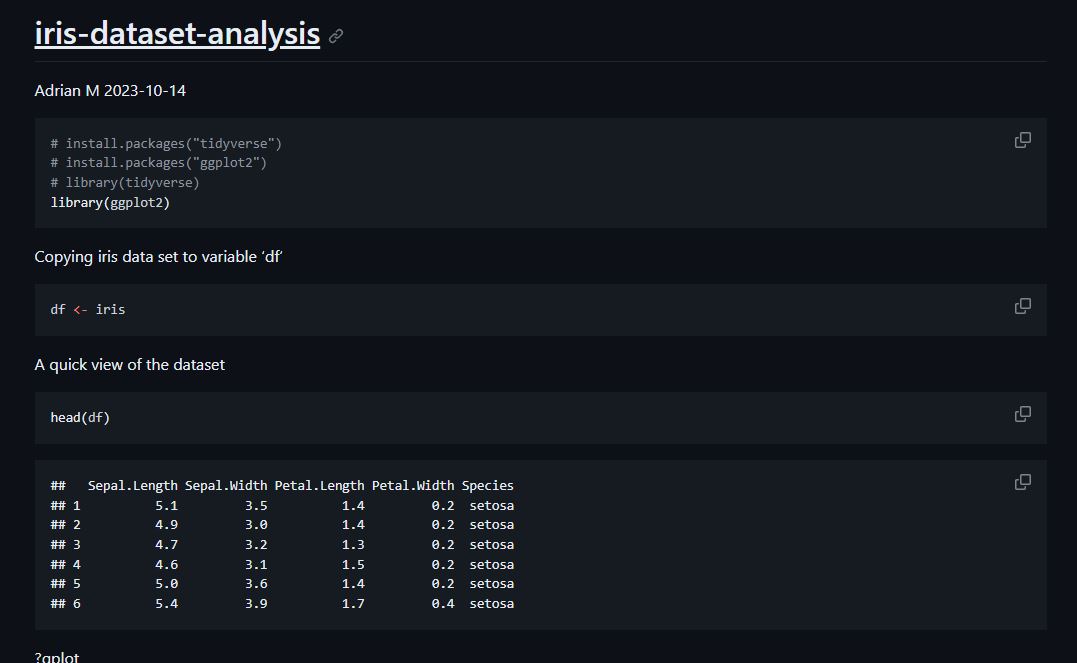 iris-dataset-analysis
Adrian M 2023-10-14
# install.packages("tidyverse")
# install.packages("ggplot2")
# library(tidyverse)
library(ggplot2)
Copying iris data set to variable ‘df’
df <- iris
A quick view of the dataset
head(df)
##   Sepal.Length Sepal.Width Petal.Length Petal.Width Species
## 1          5.1         3.5          1.4         0.2  setosa
## 2          4.9         3.0          1.4         0.2  setosa
## 3          4.7         3.2          1.3         0.2  setosa
## 4          4.6         3.1          1.5         0.2  setosa
## 5          5.0         3.6          1.4         0.2  setosa
## 6          5.4         3.9          1.7         0.4  setosa
?qplot